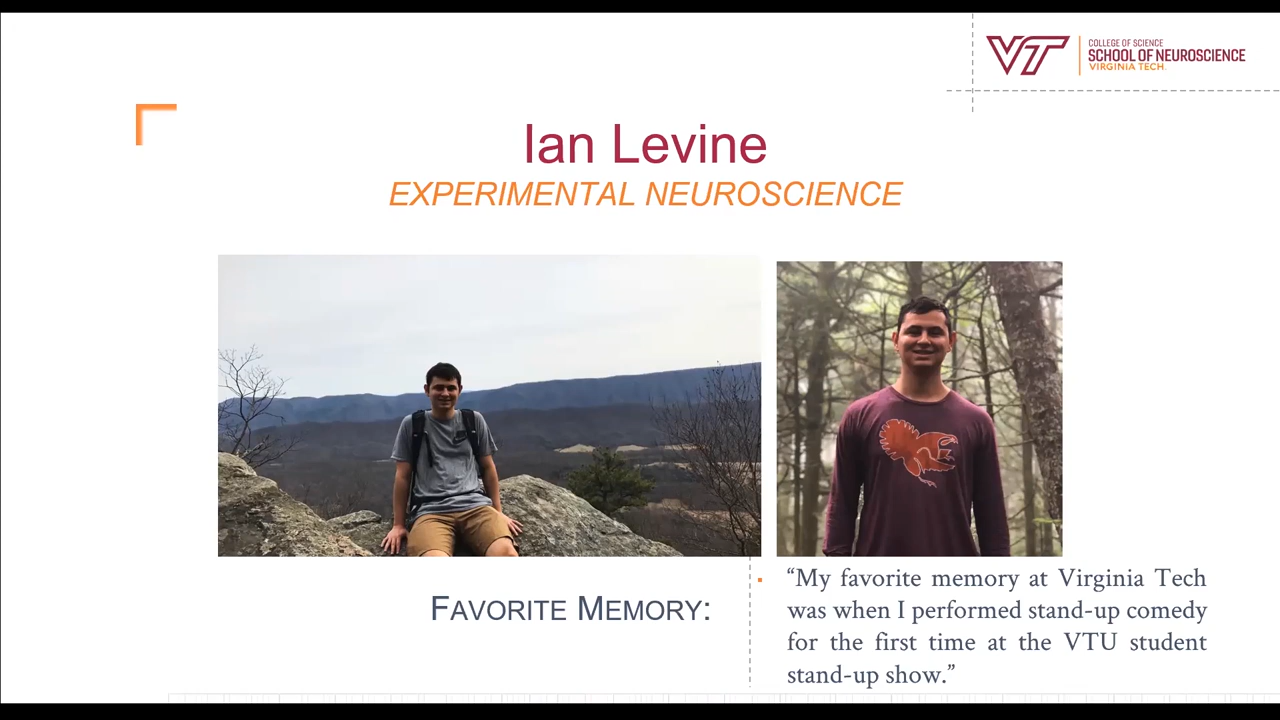 VT
COLLEGE OF SCIENCE
SCHOOL OF NEUROSCIENCE
VIRGINIA TECH
Ian Levine
EXPERIMENTAL NEUROSCIENCE
FAVORITE MEMORY:
“My favorite memory at Virginia Tech
was when I performed stand-up comedy
for the first time at the VTU student
stand-up show.”